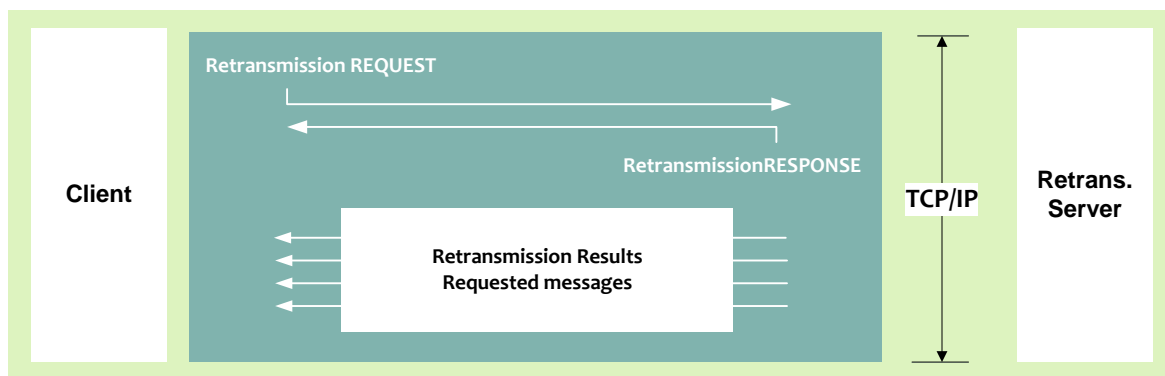 Retransmission REQUEST
RetransmissionRESPONSE
Client
TCP/IP
Retrans.
Server
Retransmission Results
Requested messages